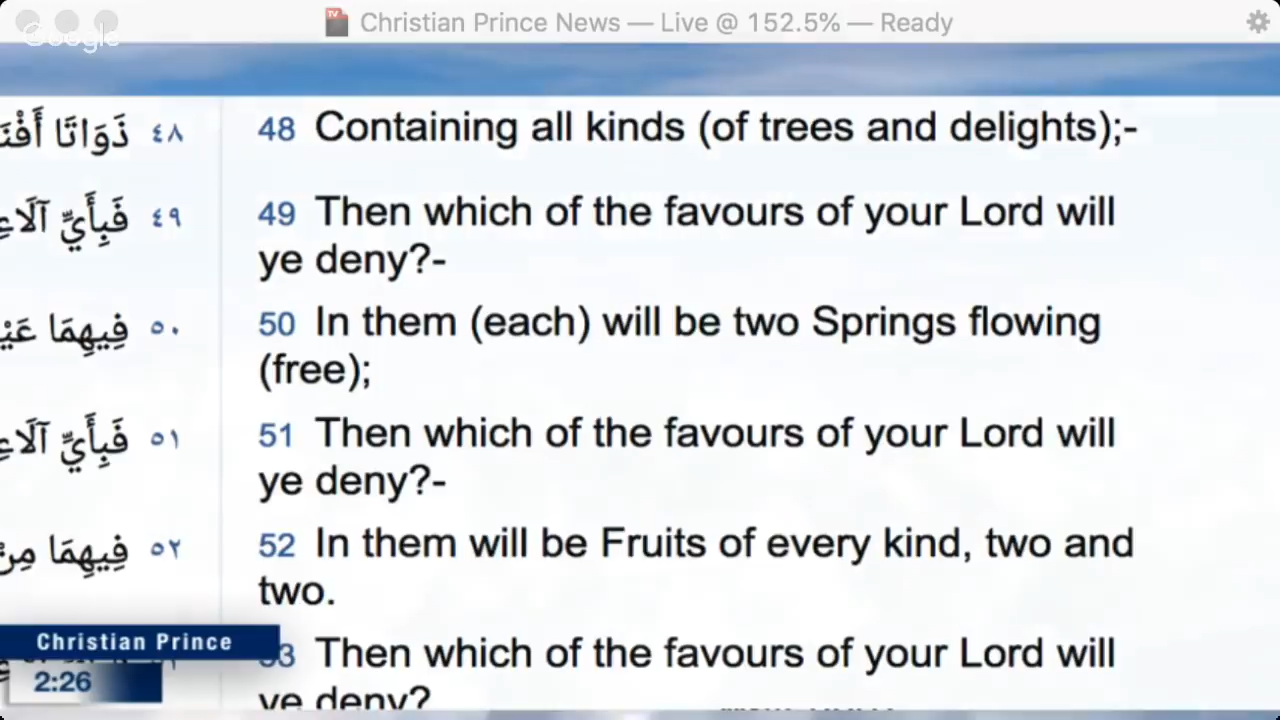 Google
Christian Prince News — Live @ 152.5% — Ready
٤٨ ذَوَاتَا
48 Containing all kinds (of trees and delights);-
٤٩ فَبِأَيِّ
49 Then which of the favours of your Lord will
ye deny?-
٥٠ فِيهِمَا
50 In them (each) will be two Springs flowing
(free);
٥١ فَبِأَيِّ
51 Then which of the favours of your Lord will
ye deny?-
٥٢ فِيهِمَا
52 In them will be Fruits of every kind, two and
two.
Then which of the favours of your Lord will
ye deny?
Christian Prince
2:26